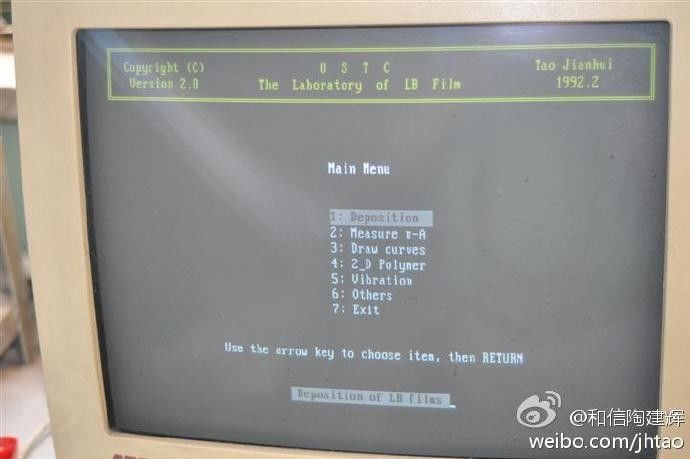 Copyright (C) U S T C Tao Jianhui
Version 2.0 The Laboratory of LB Film 1992.2
Main Menu
1: Deposition
2: Measure π-A
3: Draw curves
4: 2_D Polymer
5: Vibration
6: Others
7: Exit
Use the arrow key to choose item, then RETURN
Deposition of LB films
@和信陶建辉
weibo.com/jhtao